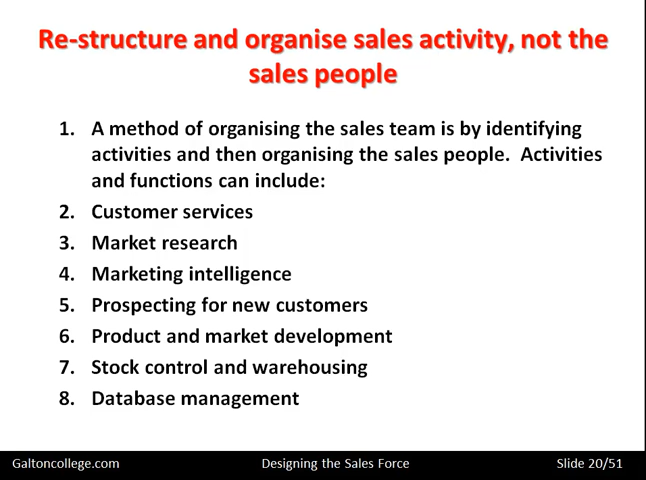 Re-structure and organise sales activity, not the
sales people
1. A method of organising the sales team is by identifying
activities and then organising the sales people. Activities
and functions can include:
2. Customer services
3. Market research
4. Marketing intelligence
5. Prospecting for new customers
6. Product and market development
7. Stock control and warehousing
8. Database management
Galtoncollege.com Designing the Sales Force Slide 20/51